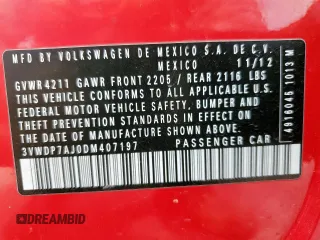 MFD BY VOLKSWAGEN DE MEXICO S.A. DE C.V.
MEXICO 11/12
GVWR4211 GAWR FRONT 2205 / REAR 2116 LBS
THIS VEHICLE CONFORMS TO ALL APPLICABLE
FEDERAL MOTOR VEHICLE SAFETY, BUMPER AND THEFT
PREVENTION STANDARDS IN EFFECT ON THE DATE
OF MANUFACTURE SHOWN ABOVE.
3VWDP7AJ0DM407197 PASSENGER CAR
4916045 1013 M
DREAMBID